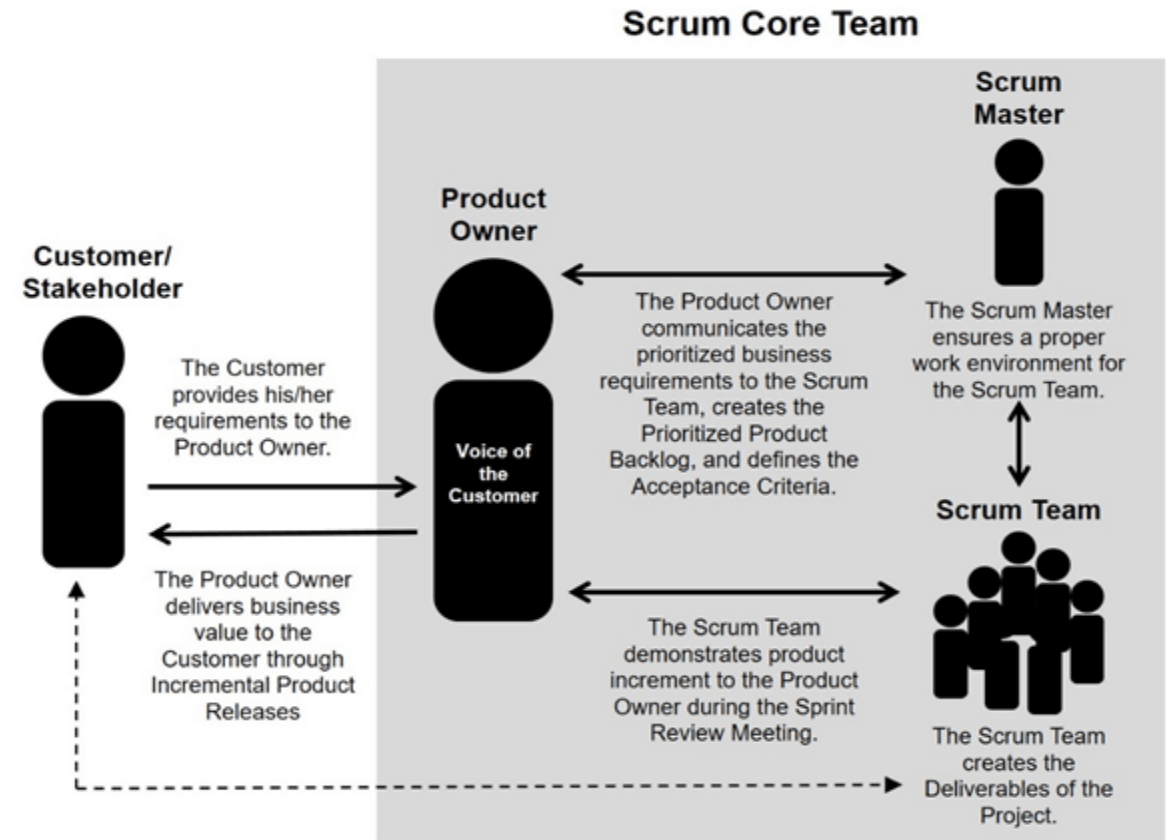 Scrum Core Team
Scrum
Master
Product
Owner
Customer/
Stakeholder
The Customer
provides his/her
requirements to the
Product Owner.
Voice of
the
Customer
The Product Owner
delivers business
value to the
Customer through
Incremental Product
Releases
The Product Owner
communicates the
prioritized business
requirements to the Scrum
Team, creates the
Prioritized Product
Backlog, and defines the
Acceptance Criteria.
The Scrum Master
ensures a proper
work environment for
the Scrum Team.
Scrum Team
The Scrum Team
demonstrates product
increment to the Product
Owner during the Sprint
Review Meeting.
The Scrum Team
creates the
Deliverables of the
Project.